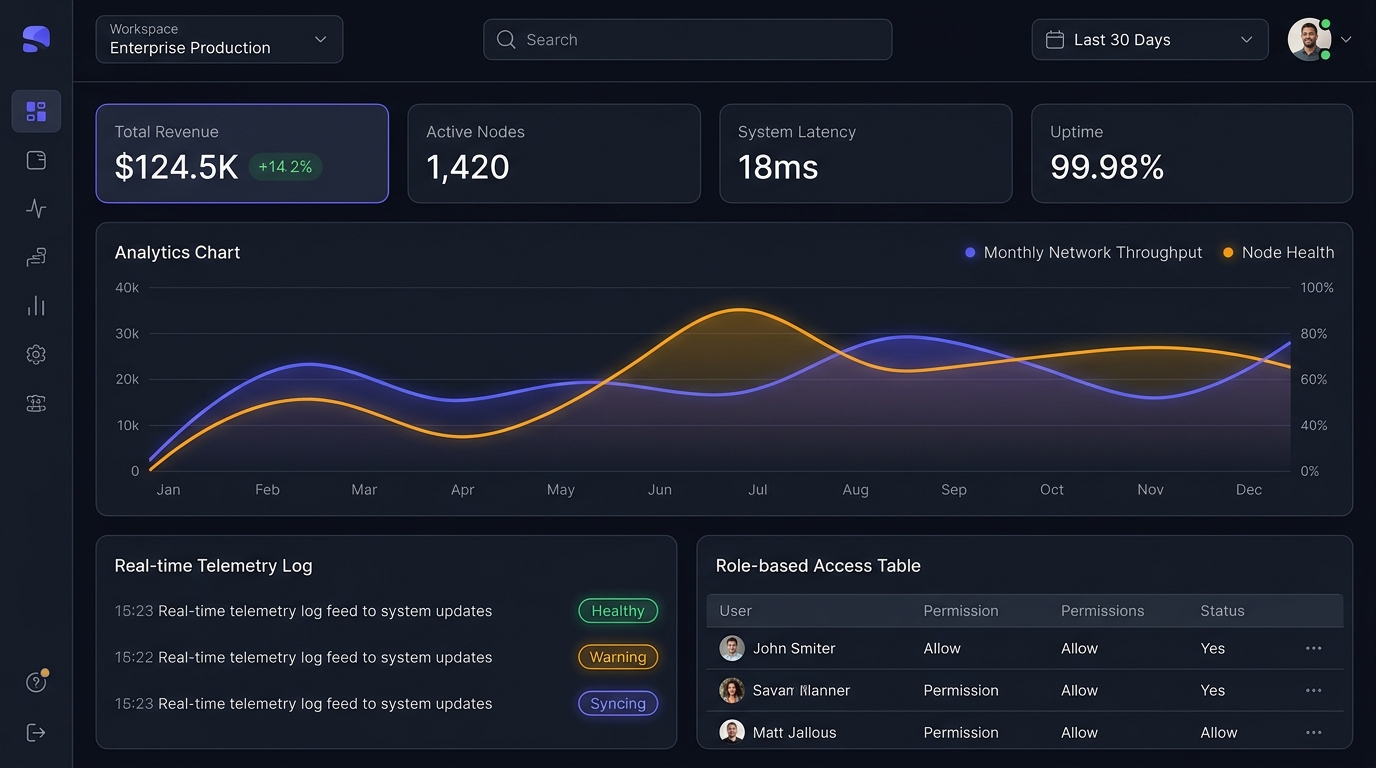 Workspace
Enterprise Production
Search
Last 30 Days
Total Revenue
$124.5K +14.2%
Active Nodes
1,420
System Latency
18ms
Uptime
99.98%
Analytics Chart
Monthly Network Throughput
Node Health
40k 100%
30k 80%
20k 60%
10k 40%
0 0%
Jan Feb Mar Apr May Jun Jul Aug Sep Oct Nov Dec
Real-time Telemetry Log
15:23 Real-time telemetry log feed to system updates Healthy
15:22 Real-time telemetry log feed to system updates Warning
15:23 Real-time telemetry log feed to system updates Syncing
Role-based Access Table
User Permission Permissions Status
John Smiter Allow Allow Yes
Permission Allow Yes
Matt Jallous Permission Allow Allow